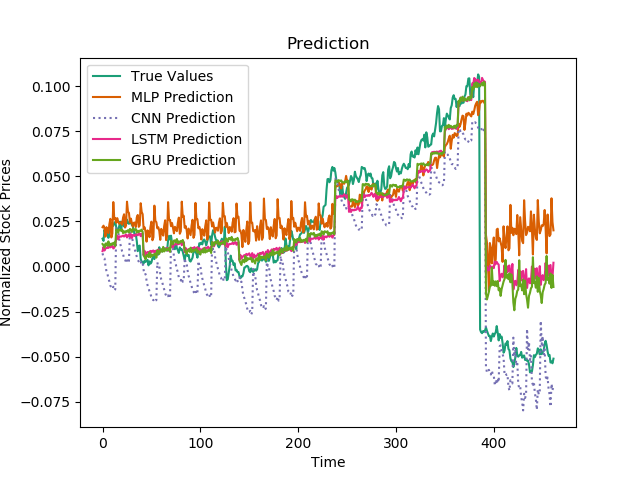 Prediction
True Values
MLP Prediction
CNN Prediction
LSTM Prediction
GRU Prediction
Normalized Stock Prices
0.100
0.075
0.050
0.025
0.000
−0.025
−0.050
−0.075
0 100 200 300 400
Time